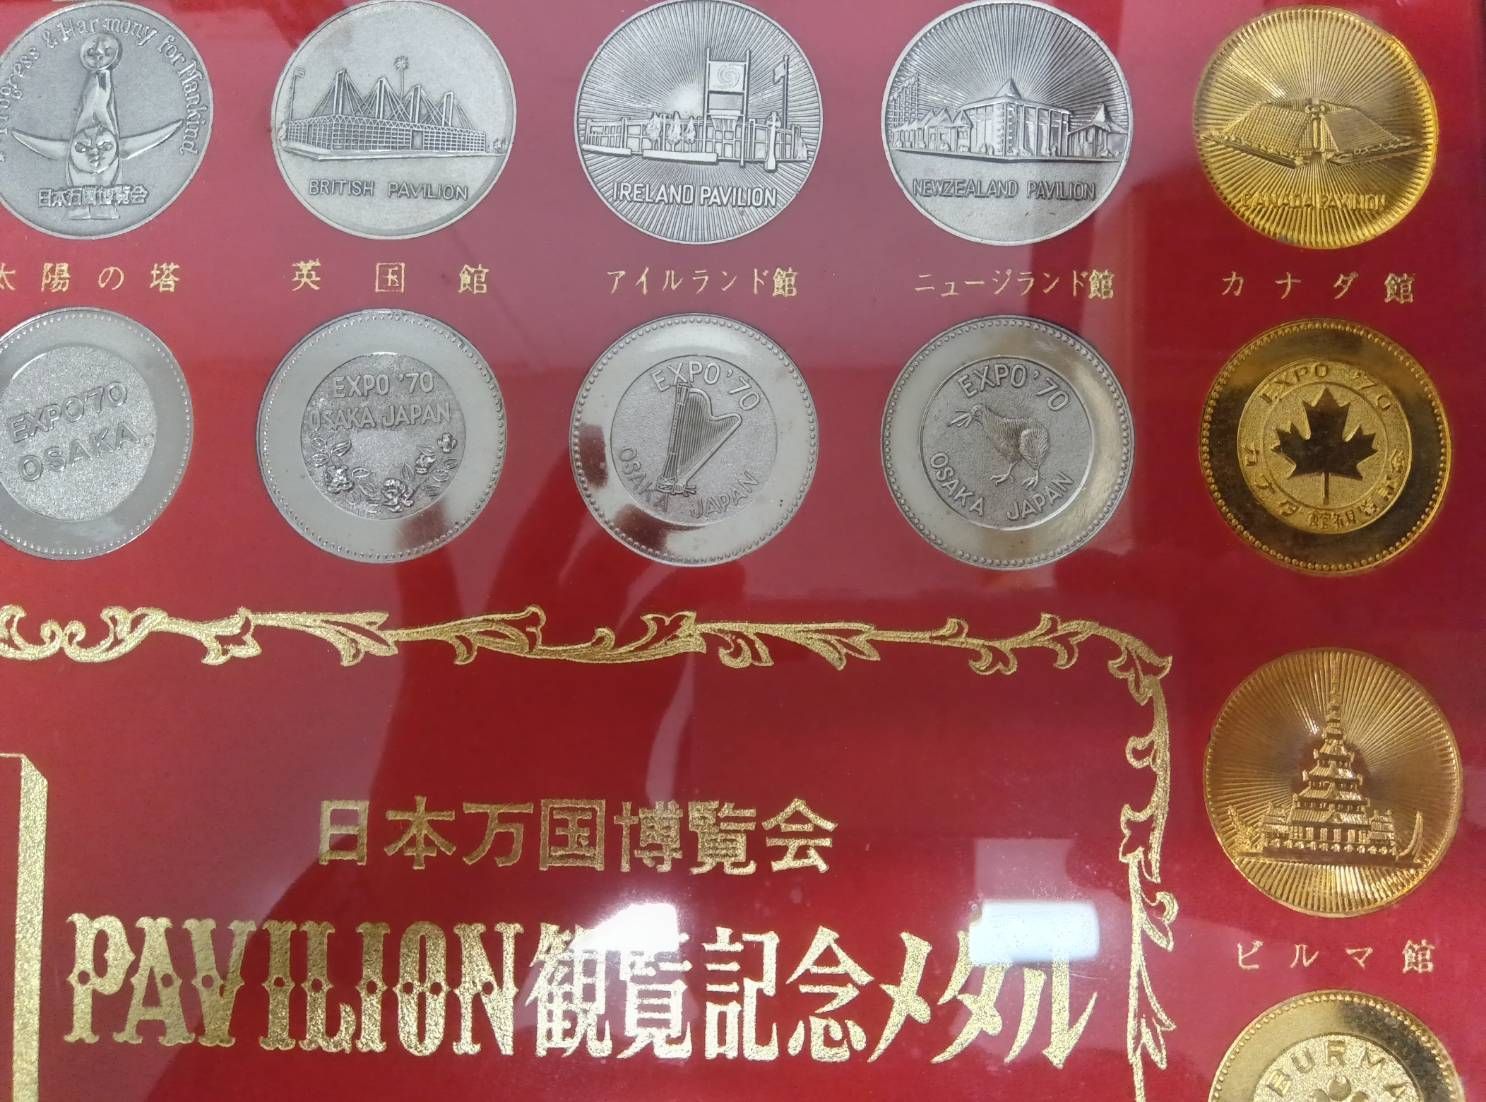 Progress & Harmony for Mankind
日本万国博覧会
BRITISH PAVILION
IRELAND PAVILION
NEWZEALAND PAVILION
CANADA PAVILION
太陽の塔
英国館
アイルランド館
ニュージランド館
カナダ館
EXPO'70
OSAKA
EXPO '70
OSAKA JAPAN
EXPO '70
OSAKA JAPAN
EXPO '70
OSAKA JAPAN
EXPO '70
カナダ館
ビルマ館
日本万国博覧会
PAVILION観覧記念メタル
BURMA